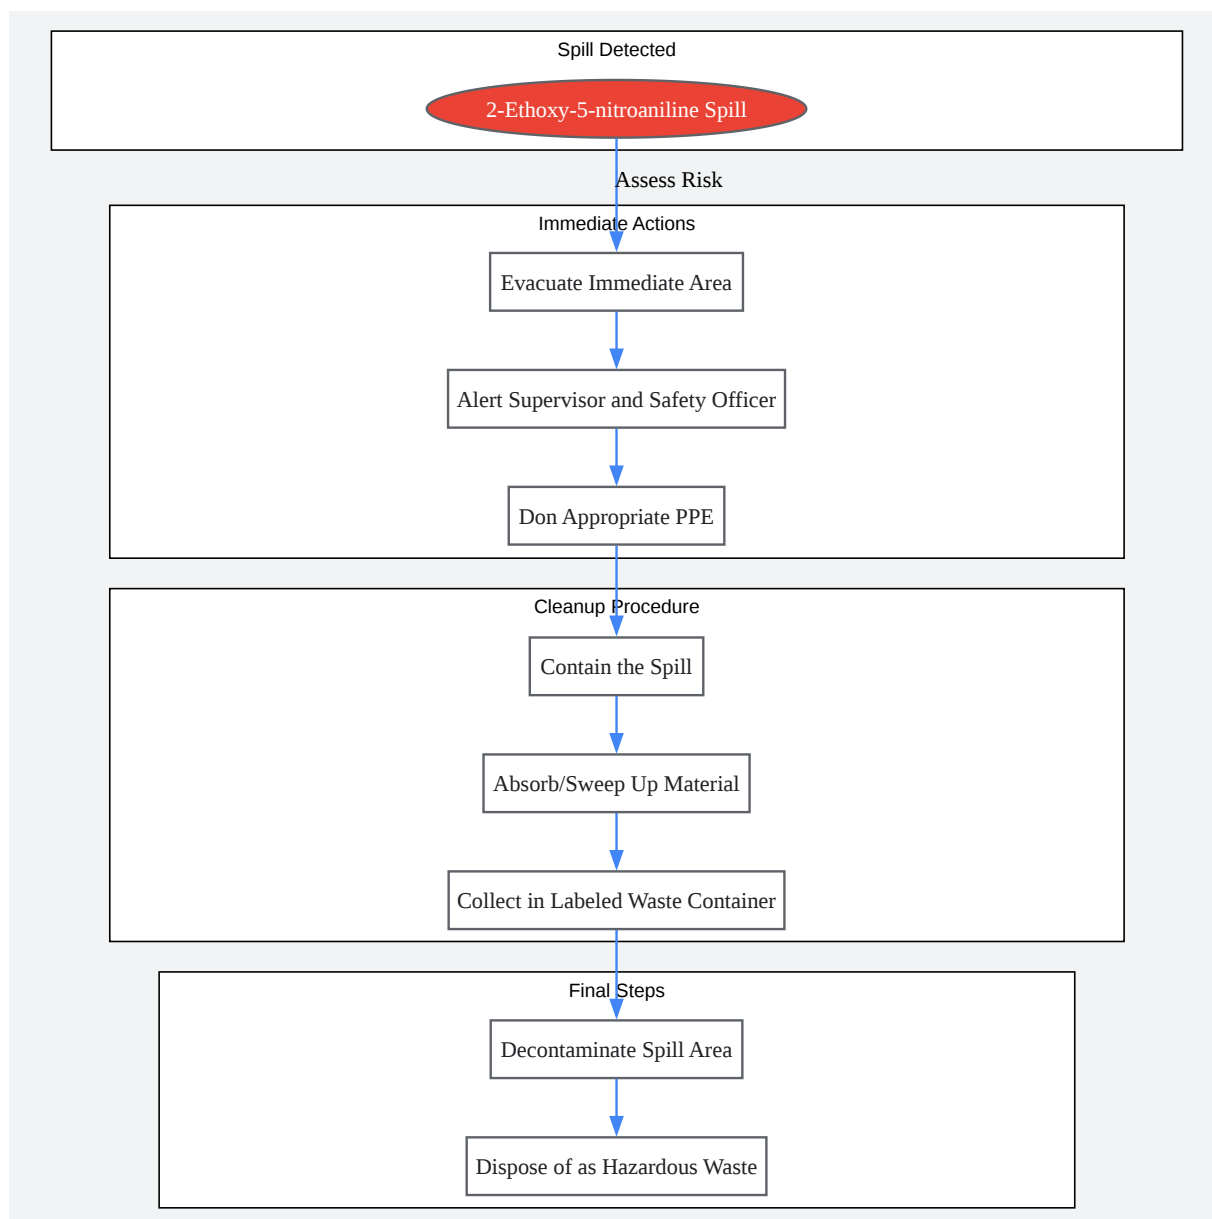 Spill Detected
2-Ethoxy-5-nitroaniline Spill
Assess Risk
Immediate Actions
Evacuate Immediate Area
Alert Supervisor and Safety Officer
Don Appropriate PPE
Cleanup Procedure
Contain the Spill
Absorb/Sweep Up Material
Collect in Labeled Waste Container
Final Steps
Decontaminate Spill Area
Dispose of as Hazardous Waste